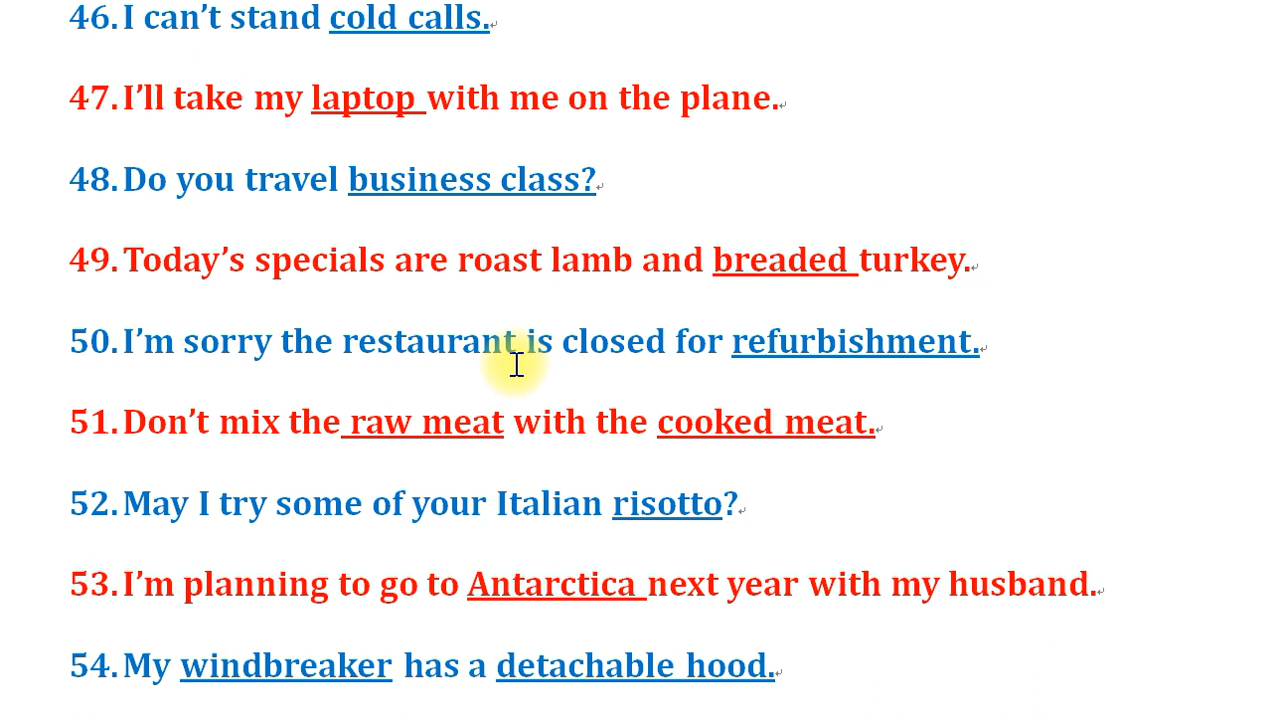 46. I can’t stand cold calls.
47. I’ll take my laptop with me on the plane.
48. Do you travel business class?
49. Today’s specials are roast lamb and breaded turkey.
50. I’m sorry the restaurant is closed for refurbishment.
51. Don’t mix the raw meat with the cooked meat.
52. May I try some of your Italian risotto?
53. I’m planning to go to Antarctica next year with my husband.
54. My windbreaker has a detachable hood.